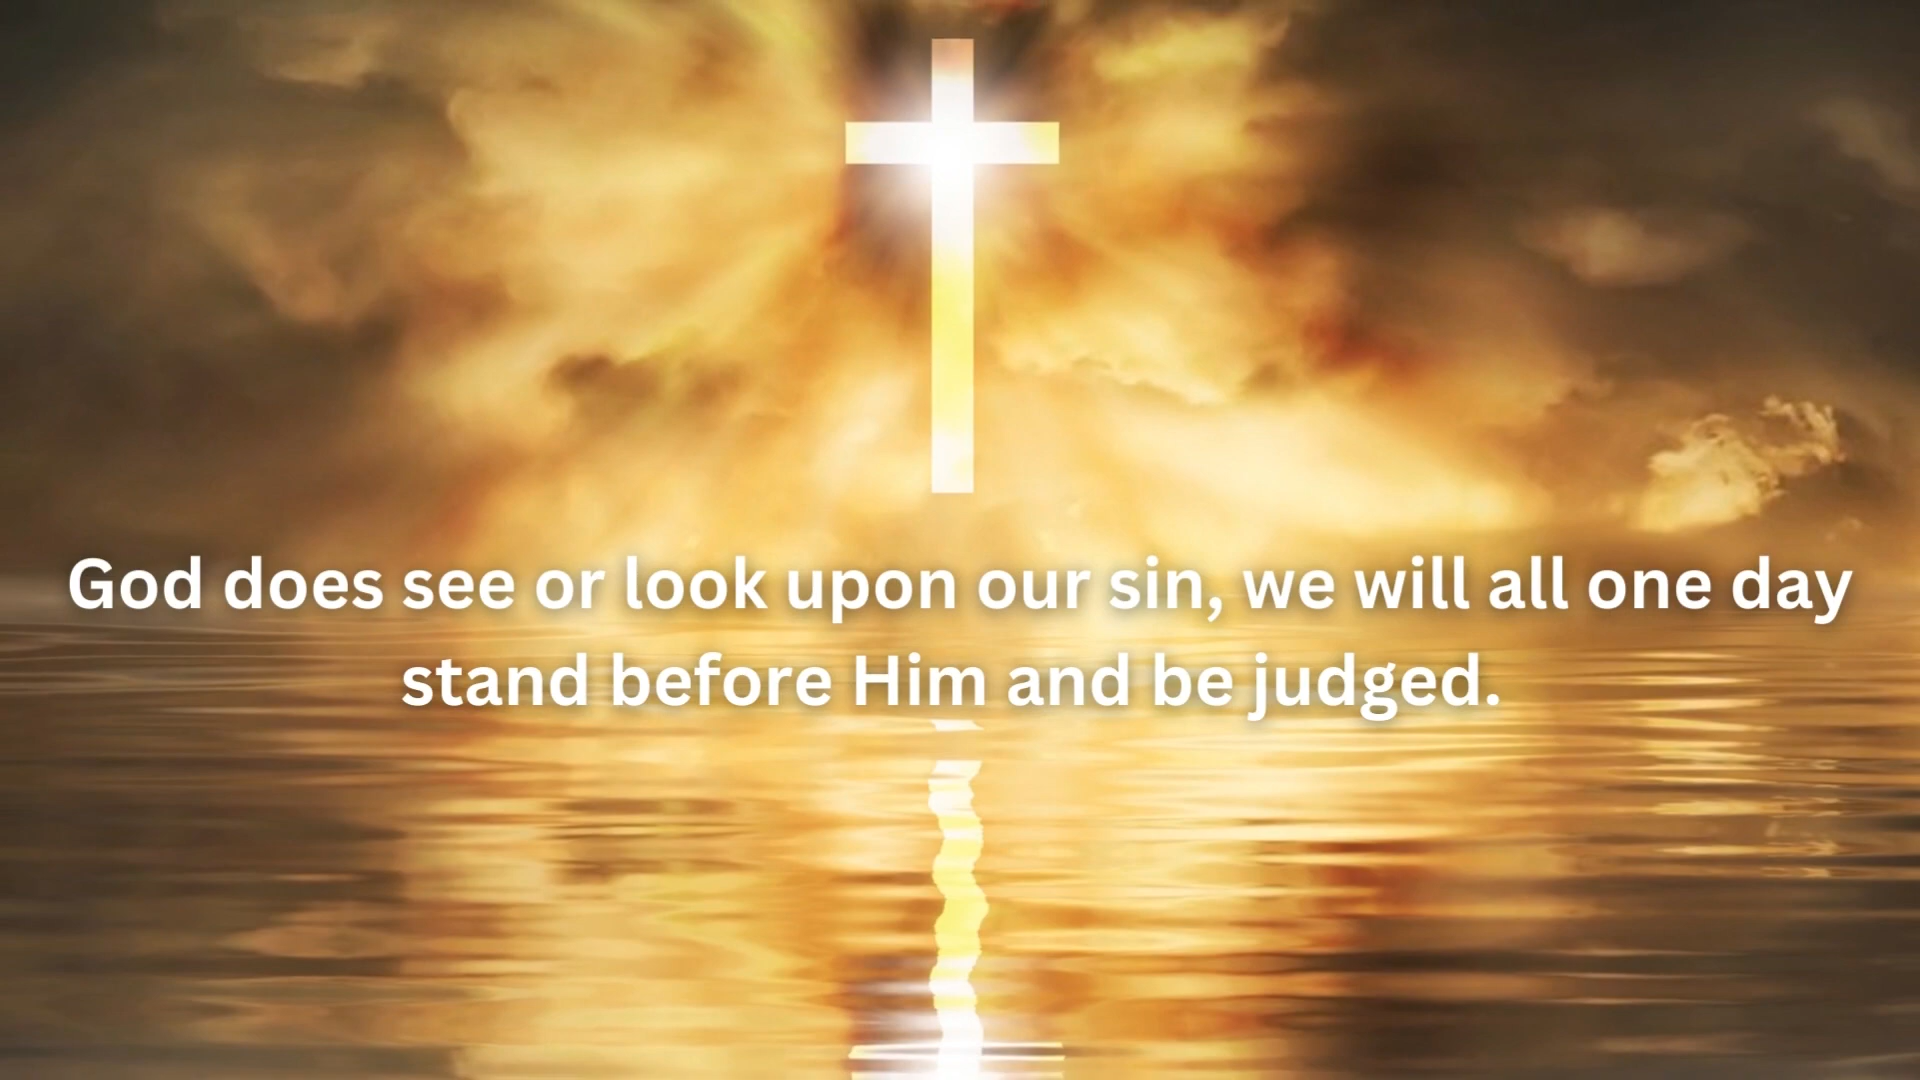 God does see or look upon our sin, we will all one day
stand before Him and be judged.